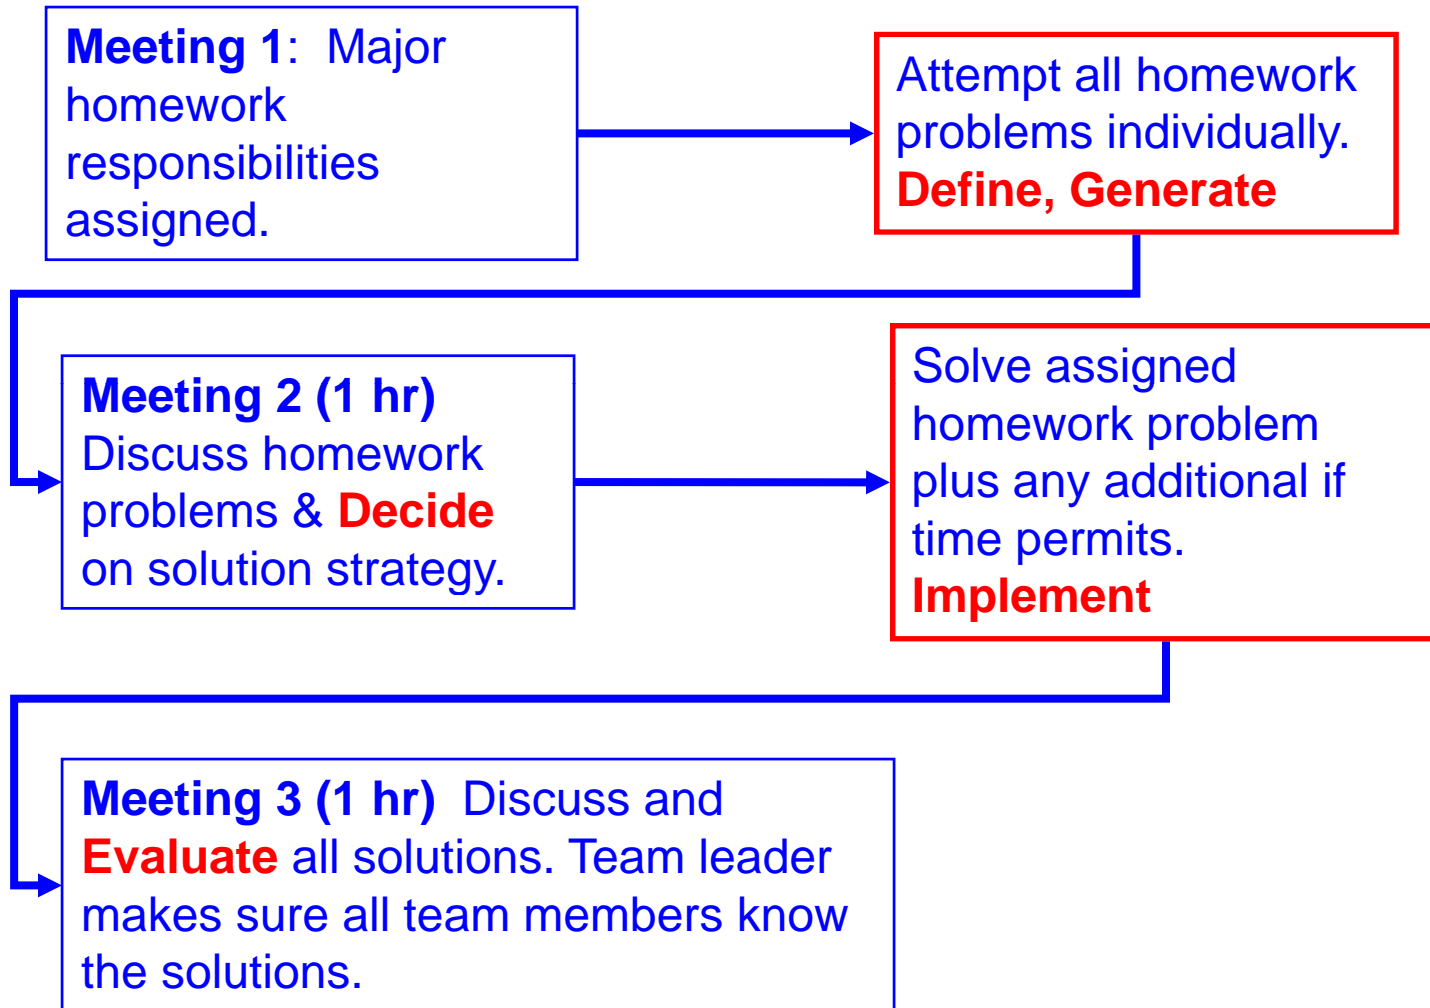 Meeting 1: Major
homework
responsibilities
assigned.
Attempt all homework
problems individually.
Define, Generate
Meeting 2 (1 hr)
Discuss homework
problems & Decide
on solution strategy.
Solve assigned
homework problem
plus any additional if
time permits.
Implement
Meeting 3 (1 hr) Discuss and
Evaluate all solutions. Team leader
makes sure all team members know
the solutions.